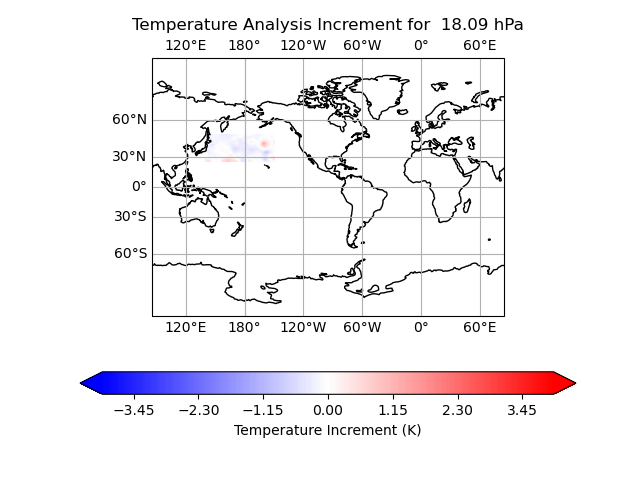 Temperature Analysis Increment for  18.09 hPa
120°E 180° 120°W 60°W 0° 60°E
60°N
30°N
0°
30°S
60°S
120°E 180° 120°W 60°W 0° 60°E
−3.45 −2.30 −1.15 0.00 1.15 2.30 3.45
Temperature Increment (K)